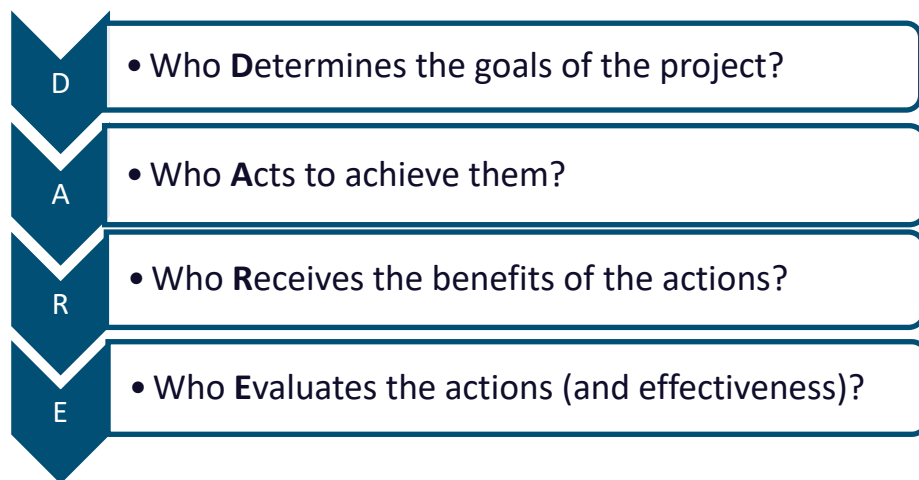 D
• Who Determines the goals of the project?
A
• Who Acts to achieve them?
R
• Who Receives the benefits of the actions?
E
• Who Evaluates the actions (and effectiveness)?